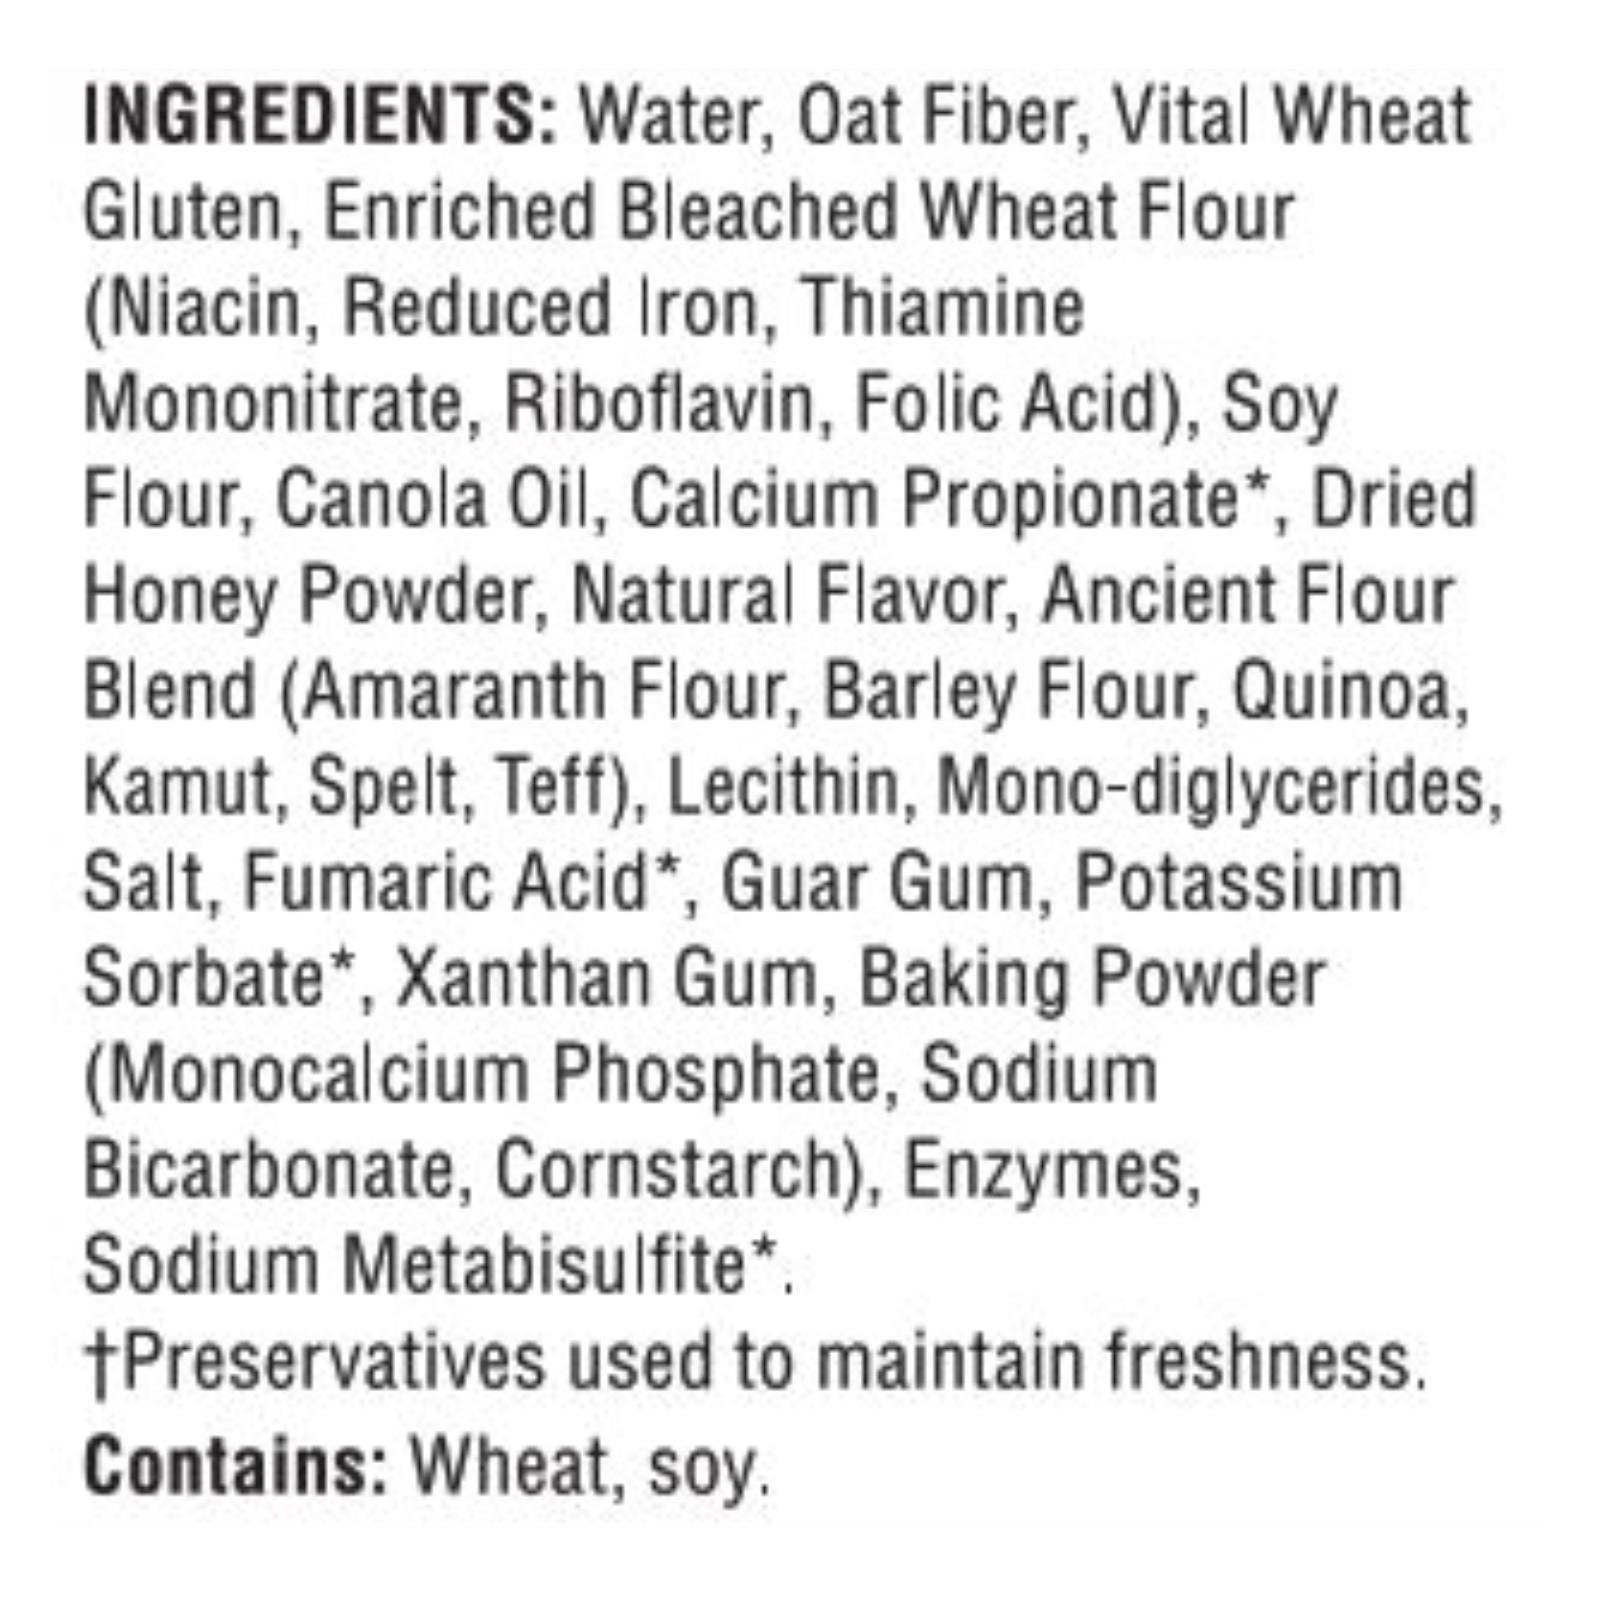 INGREDIENTS: Water, Oat Fiber, Vital Wheat
Gluten, Enriched Bleached Wheat Flour
(Niacin, Reduced Iron, Thiamine
Mononitrate, Riboflavin, Folic Acid), Soy
Flour, Canola Oil, Calcium Propionate*, Dried
Honey Powder, Natural Flavor, Ancient Flour
Blend (Amaranth Flour, Barley Flour, Quinoa,
Kamut, Spelt, Teff), Lecithin, Mono-diglycerides,
Salt, Fumaric Acid*, Guar Gum, Potassium
Sorbate*, Xanthan Gum, Baking Powder
(Monocalcium Phosphate, Sodium
Bicarbonate, Cornstarch), Enzymes,
Sodium Metabisulfite*.
†Preservatives used to maintain freshness.
Contains: Wheat, soy.